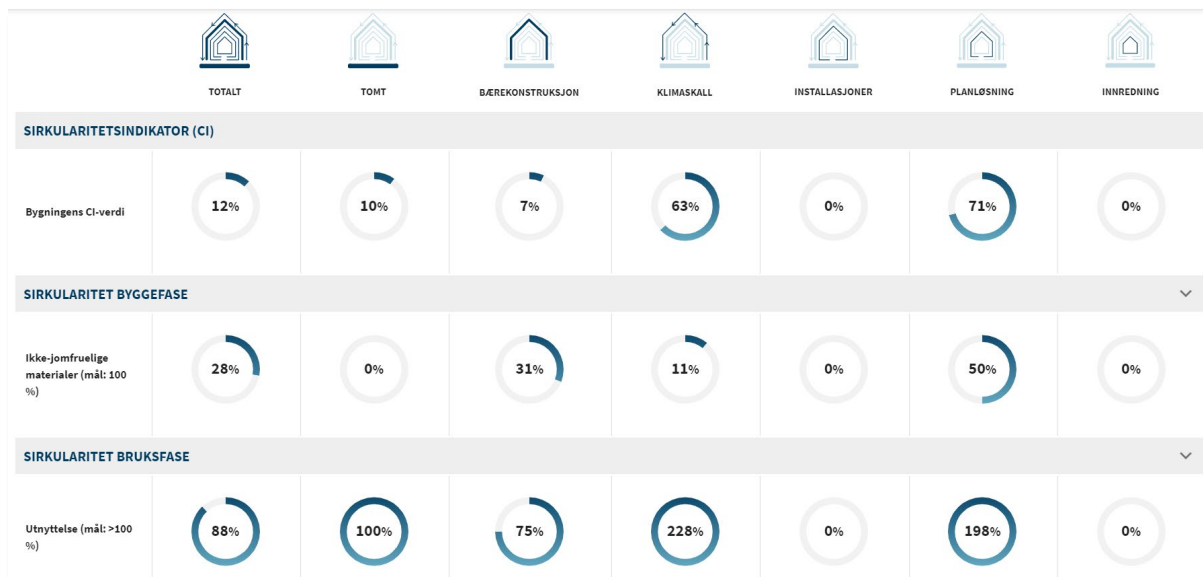 TOTALT TOMT BÆREKONSTRUKSJON KLIMASKALL INSTALLASJONER PLANLØSNING INNREDNING
SIRKULARITETSINDIKATOR (CI)
Bygningens CI-verdi 12% 10% 7% 63% 0% 71% 0%
SIRKULARITET BYGGEFASE
Ikke-jomfruelige
materialer (mål: 100
%)
28% 0% 31% 11% 0% 50% 0%
SIRKULARITET BRUKSFASE
Utnyttelse (mål: >100
%)
88% 100% 75% 228% 0% 198% 0%